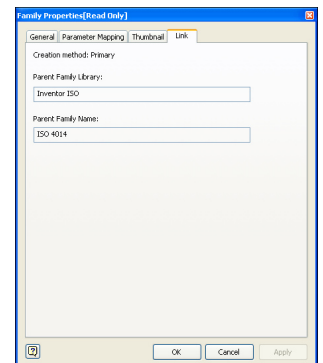 Family Properties[Read Only]
General Parameter Mapping Thumbnail Link
Creation method: Primary
Parent Family Library:
Inventor ISO
Parent Family Name:
ISO 4014
OK Cancel Apply